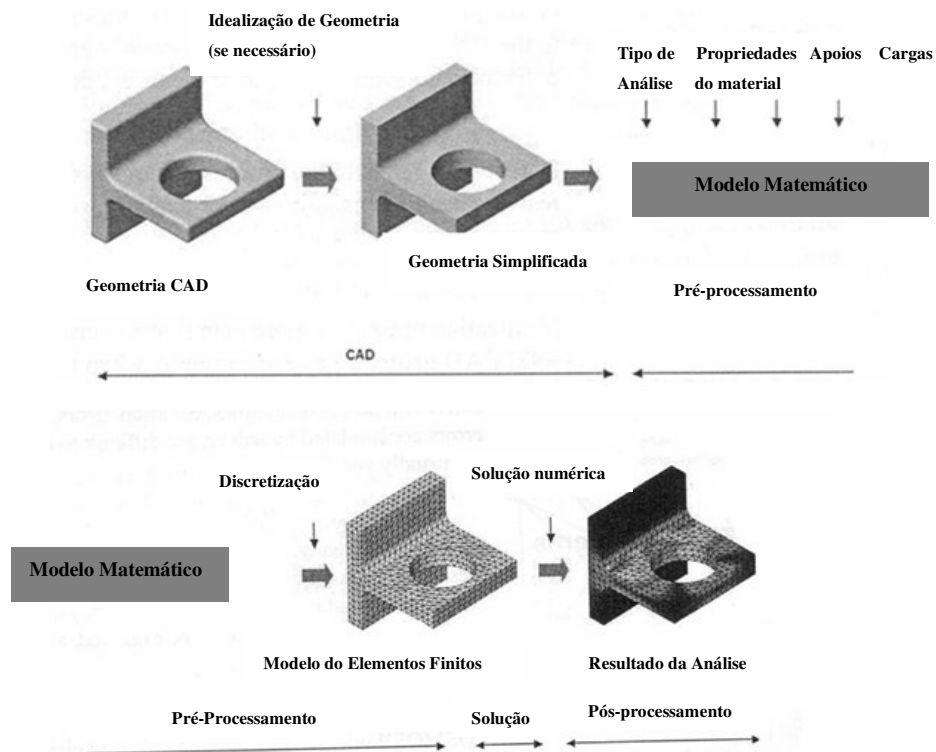 Idealização de Geometria
(se necessário)
Tipo de Propriedades Apoios Cargas
Análise do material
Modelo Matemático
Geometria Simplificada
Geometria CAD
Pré-processamento
CAD
Discretização
Solução numérica
Modelo Matemático
Modelo do Elementos Finitos
Resultado da Análise
Pré-Processamento
Solução
Pós-processamento